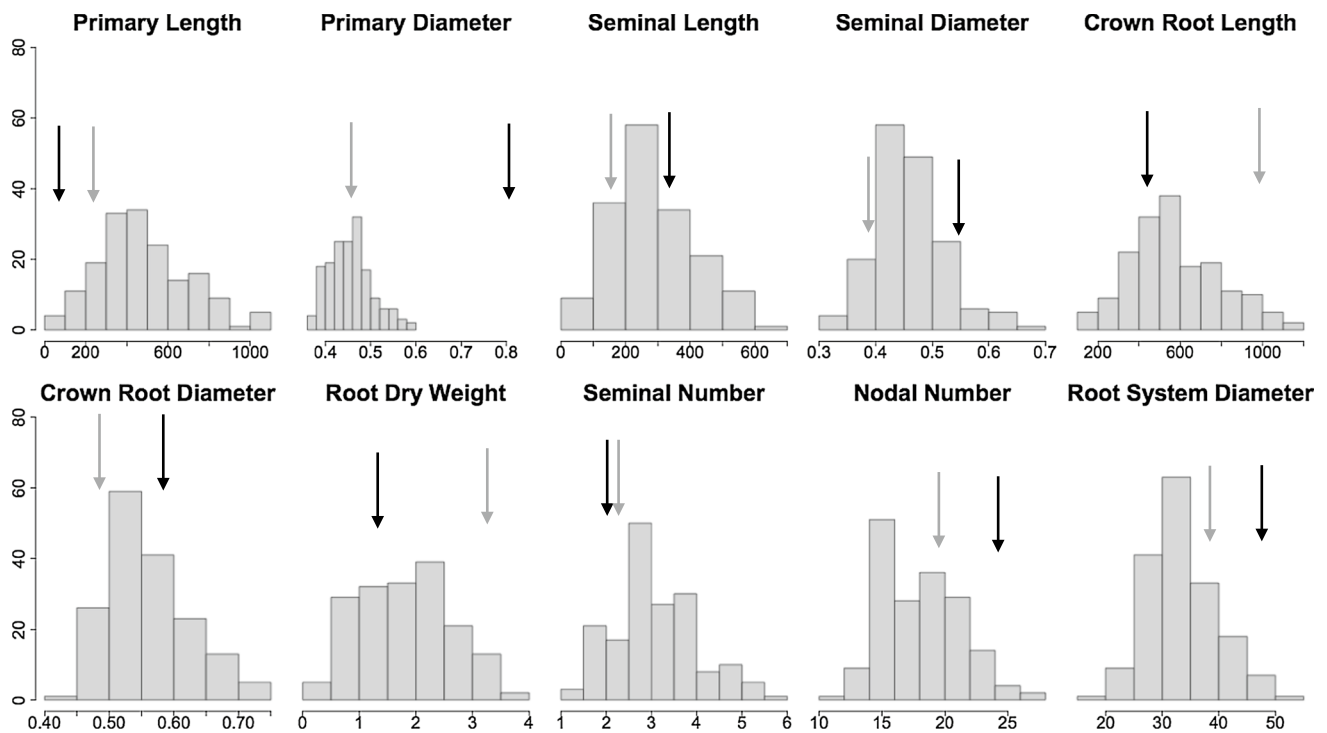 Primary Length Primary Diameter Seminal Length Seminal Diameter Crown Root Length
80
60
40
20
0
0 200 600 1000 0.4 0.5 0.6 0.7 0.8 0 200 400 600 0.3 0.4 0.5 0.6 0.7 200 600 1000
Crown Root Diameter Root Dry Weight Seminal Number Nodal Number Root System Diameter
80
60
40
20
0
0.40 0.50 0.60 0.70 0 1 2 3 4 1 2 3 4 5 6 10 15 20 25 20 30 40 50